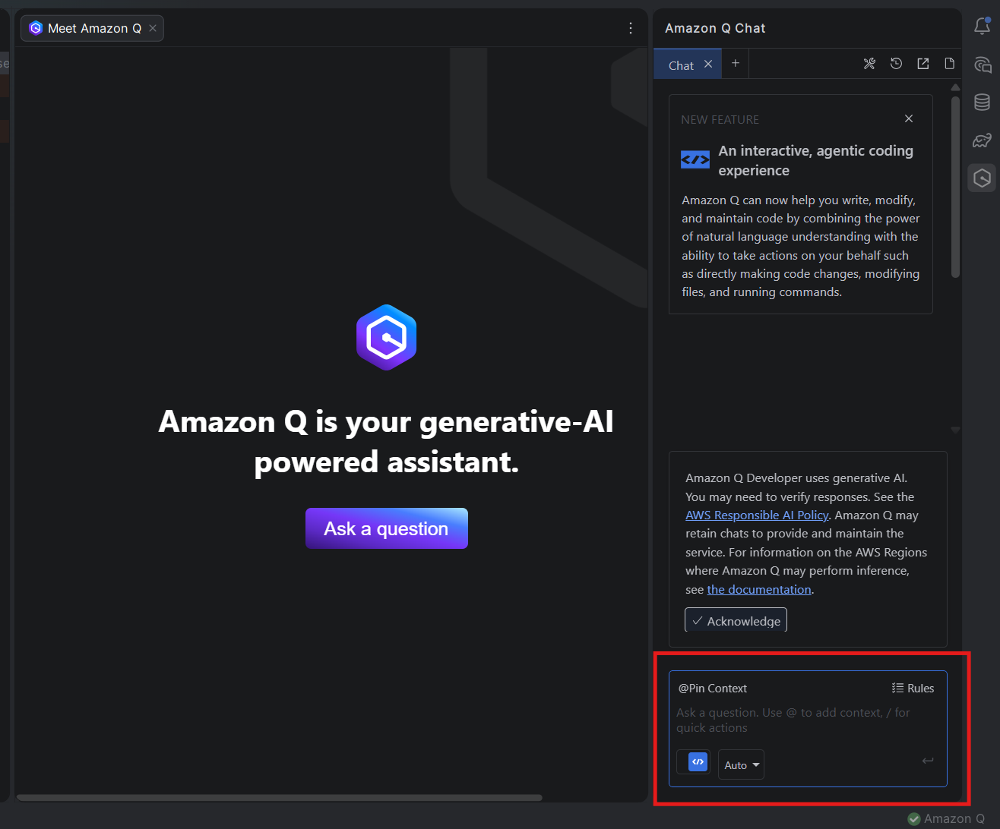 Meet Amazon Q
Amazon Q is your generative-AI
powered assistant.
Ask a question
Amazon Q Chat
Chat
NEW FEATURE
An interactive, agentic coding
experience
Amazon Q can now help you write, modify,
and maintain code by combining the power
of natural language understanding with the
ability to take actions on your behalf such
as directly making code changes, modifying
files, and running commands.
Amazon Q Developer uses generative AI.
You may need to verify responses. See the
AWS Responsible AI Policy. Amazon Q may
retain chats to provide and maintain the
service. For information on the AWS Regions
where Amazon Q may perform inference,
see the documentation.
Acknowledge
@Pin Context
Rules
Ask a question. Use @ to add context, / for
quick actions
Auto
Amazon Q